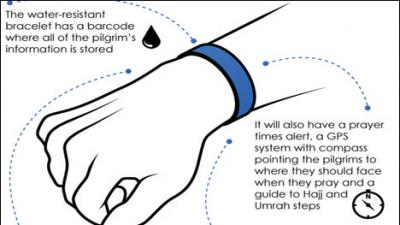 The water-resistant
bracelet has a barcode
where all of the pilgrim's
information is stored
It will also have a prayer
times alert, a GPS
system with compass
pointing the pilgrims to
where they should face
when they pray and a
guide to Hajj and
Umrah steps
N